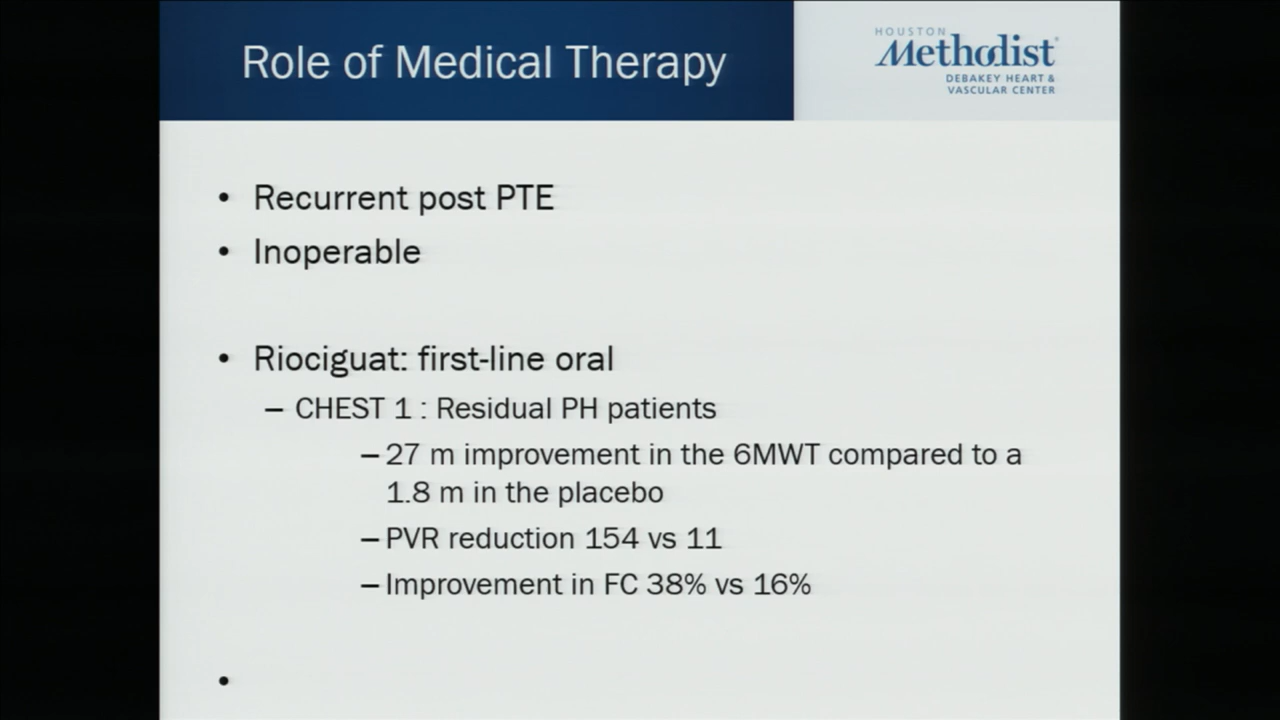 Role of Medical Therapy
HOUSTON
Methodist
DEBAKEY HEART &
VASCULAR CENTER
• Recurrent post PTE
• Inoperable
• Riociguat: first-line oral
– CHEST 1 : Residual PH patients
– 27 m improvement in the 6MWT compared to a
1.8 m in the placebo
– PVR reduction 154 vs 11
– Improvement in FC 38% vs 16%
•